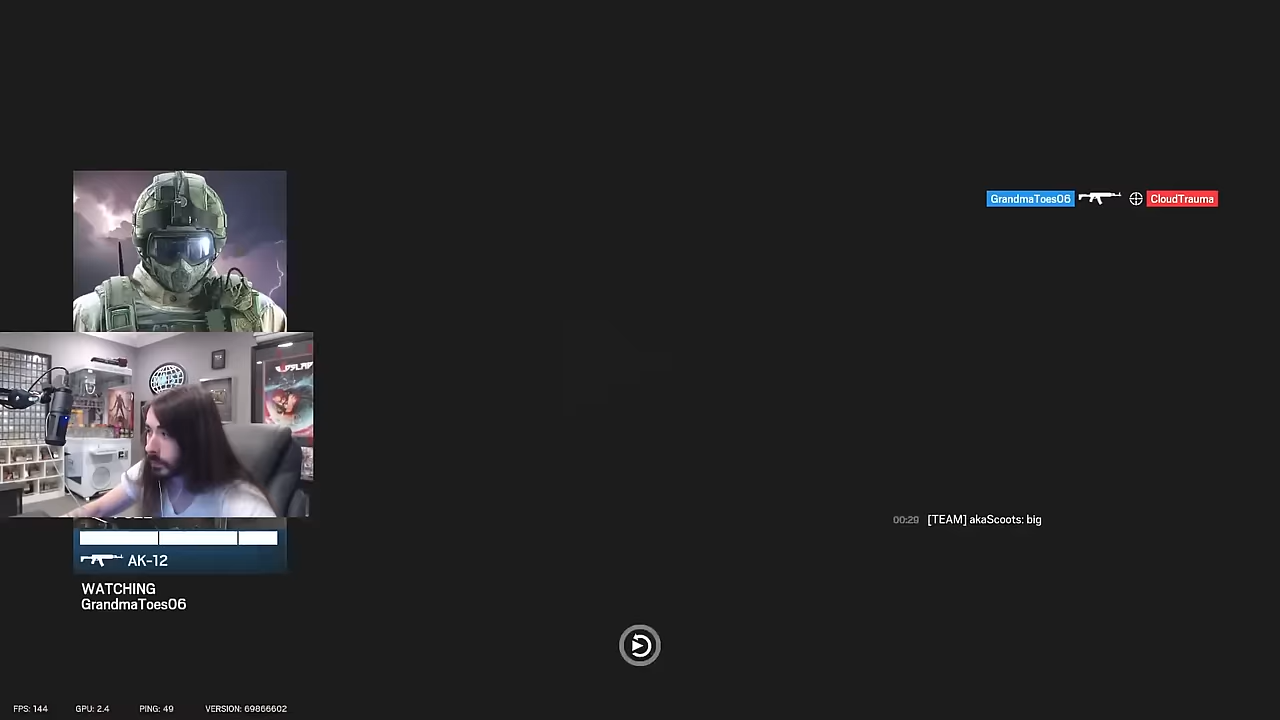 GrandmaToes06 CloudTrauma
00:29 [TEAM] akaScoots: big
AK-12
WATCHING
GrandmaToes06
FPS: 144 GPU: 2.4 PING: 49 VERSION: 69866602